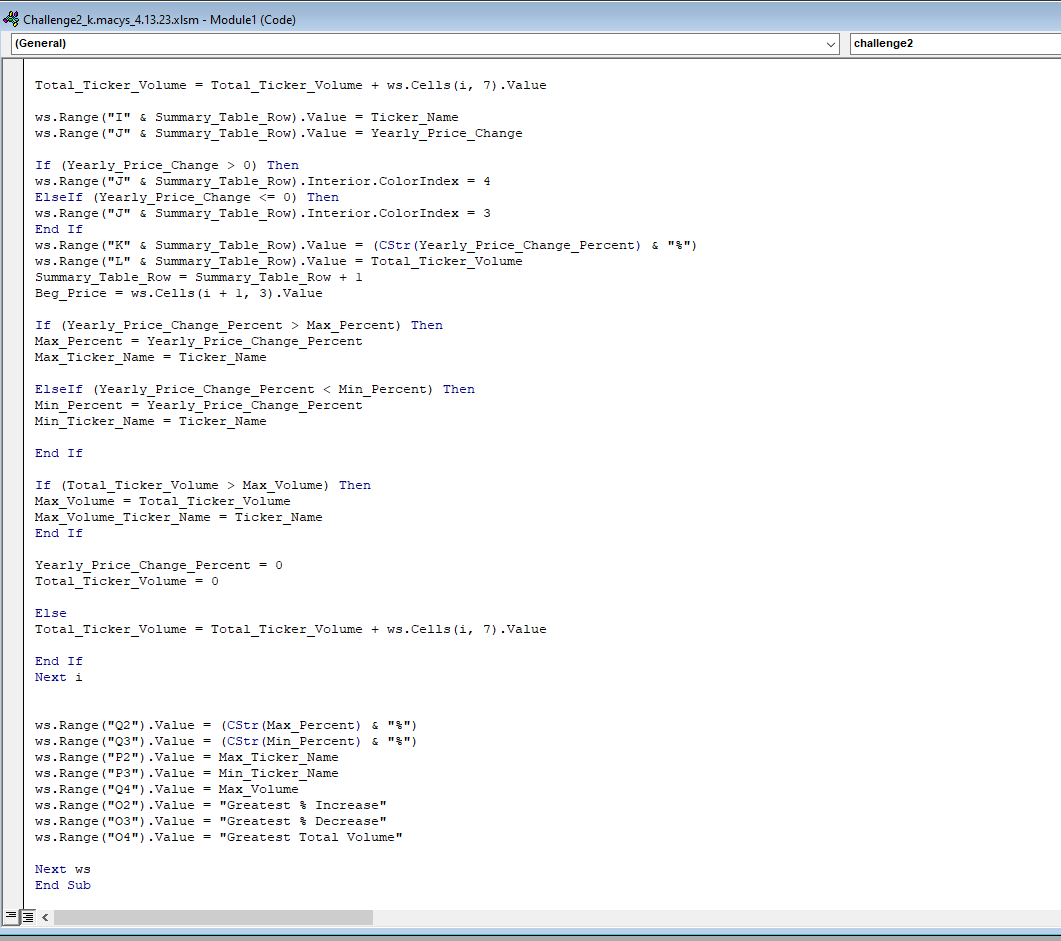 Challenge2_k.macys_4.13.23.xlsm - Module1 (Code)
(General) challenge2
Total_Ticker_Volume = Total_Ticker_Volume + ws.Cells(i, 7).Value
ws.Range("I" & Summary_Table_Row).Value = Ticker_Name
ws.Range("J" & Summary_Table_Row).Value = Yearly_Price_Change
If (Yearly_Price_Change > 0) Then
ws.Range("J" & Summary_Table_Row).Interior.ColorIndex = 4
ElseIf (Yearly_Price_Change <= 0) Then
ws.Range("J" & Summary_Table_Row).Interior.ColorIndex = 3
End If
ws.Range("K" & Summary_Table_Row).Value = (CStr(Yearly_Price_Change_Percent) & "%")
ws.Range("L" & Summary_Table_Row).Value = Total_Ticker_Volume
Summary_Table_Row = Summary_Table_Row + 1
Beg_Price = ws.Cells(i + 1, 3).Value
If (Yearly_Price_Change_Percent > Max_Percent) Then
Max_Percent = Yearly_Price_Change_Percent
Max_Ticker_Name = Ticker_Name
ElseIf (Yearly_Price_Change_Percent < Min_Percent) Then
Min_Percent = Yearly_Price_Change_Percent
Min_Ticker_Name = Ticker_Name
End If
If (Total_Ticker_Volume > Max_Volume) Then
Max_Volume = Total_Ticker_Volume
Max_Volume_Ticker_Name = Ticker_Name
End If
Yearly_Price_Change_Percent = 0
Total_Ticker_Volume = 0
Else
Total_Ticker_Volume = Total_Ticker_Volume + ws.Cells(i, 7).Value
End If
Next i
ws.Range("Q2").Value = (CStr(Max_Percent) & "%")
ws.Range("Q3").Value = (CStr(Min_Percent) & "%")
ws.Range("P2").Value = Max_Ticker_Name
ws.Range("P3").Value = Min_Ticker_Name
ws.Range("Q4").Value = Max_Volume
ws.Range("O2").Value = "Greatest % Increase"
ws.Range("O3").Value = "Greatest % Decrease"
ws.Range("O4").Value = "Greatest Total Volume"
Next ws
End Sub